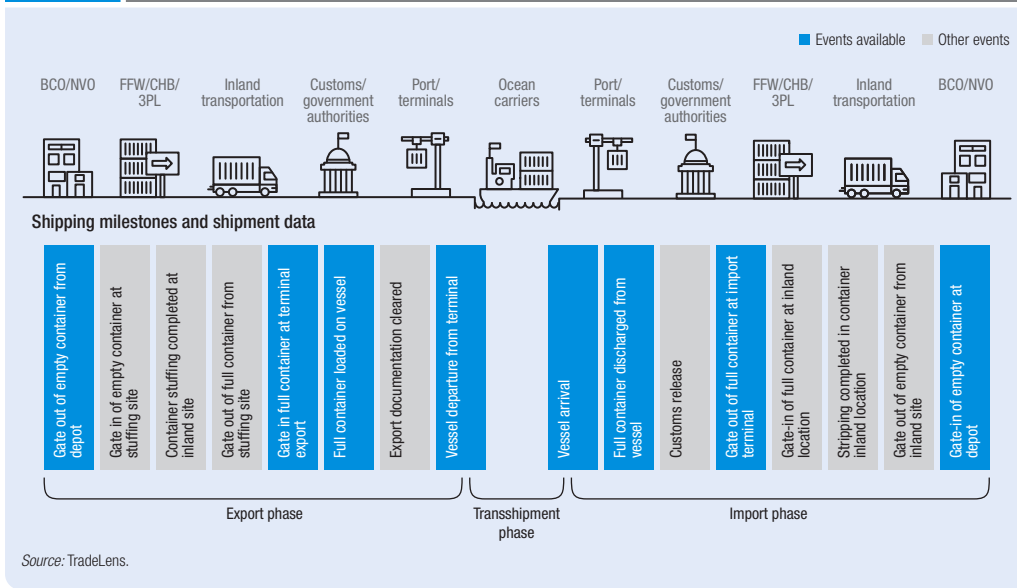 Events available
Other events
BCO/NVO
FFW/CHB/
3PL
Inland
transportation
Customs/
government
authorities
Port/
terminals
Ocean
carriers
Port/
terminals
Customs/
government
authorities
FFW/CHB/
3PL
Inland
transportation
BCO/NVO
Shipping milestones and shipment data
Gate out of empty container from
depot
Gate in of empty container at
stuffing site
Container stuffing completed at
inland site
Gate out of full container from
stuffing site
Gate in full container at terminal
export
Full container loaded on vessel
Export documentation cleared
Vessel departure from terminal
Vessel arrival
Full container discharged from
vessel
Customs release
Gate out of full container at import
terminal
Gate-in of full container at inland
location
Stripping completed in container
inland location
Gate out of empty container from
inland site
Gate-in of empty container at
depot
Export phase
Transshipment
phase
Import phase
Source: TradeLens.